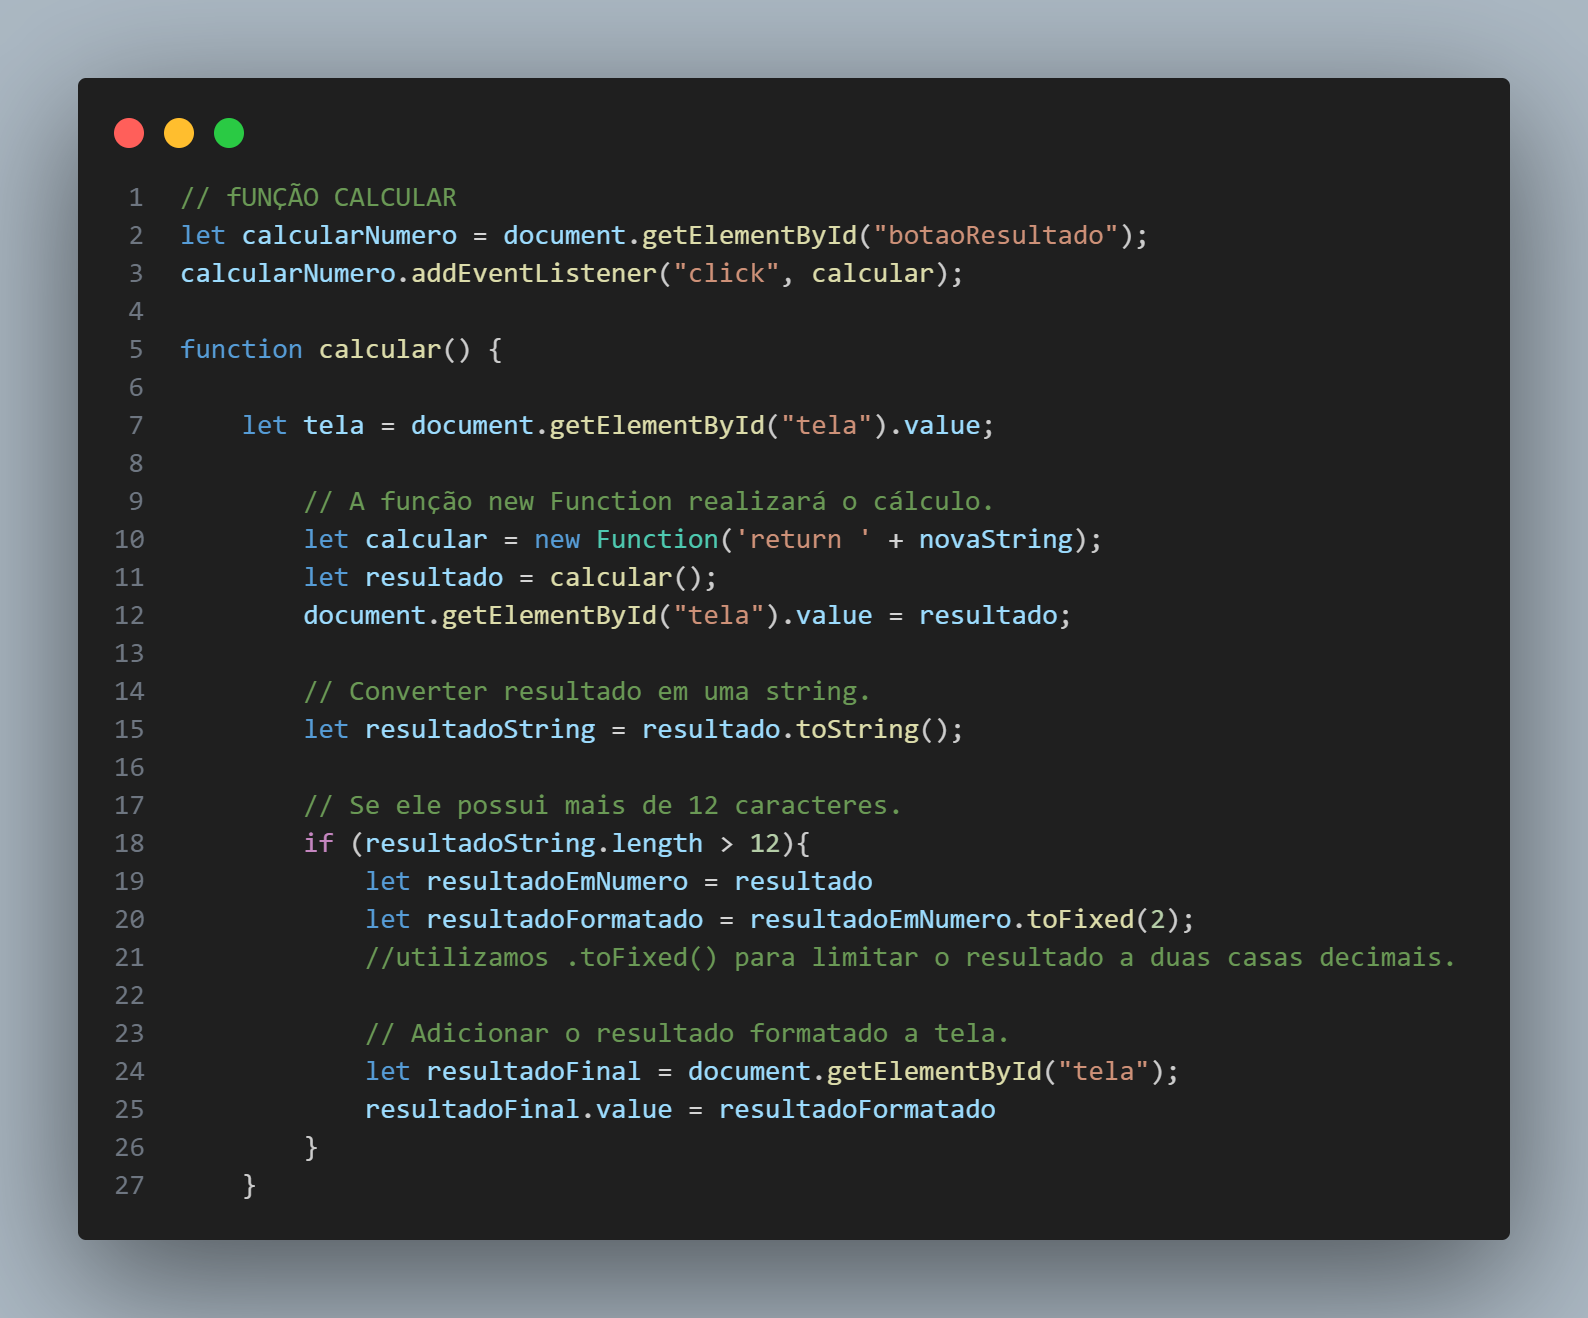 1 // fUNÇÃO CALCULAR
2 let calcularNumero = document.getElementById("botaoResultado");
3 calcularNumero.addEventListener("click", calcular);
4
5 function calcular() {
6
7     let tela = document.getElementById("tela").value;
8
9         // A função new Function realizará o cálculo.
10         let calcular = new Function('return ' + novaString);
11         let resultado = calcular();
12         document.getElementById("tela").value = resultado;
13
14         // Converter resultado em uma string.
15         let resultadoString = resultado.toString();
16
17         // Se ele possui mais de 12 caracteres.
18         if (resultadoString.length > 12){
19             let resultadoEmNumero = resultado
20             let resultadoFormatado = resultadoEmNumero.toFixed(2);
21             //utilizamos .toFixed() para limitar o resultado a duas casas decimais.
22
23             // Adicionar o resultado formatado a tela.
24             let resultadoFinal = document.getElementById("tela");
25             resultadoFinal.value = resultadoFormatado
26         }
27     }